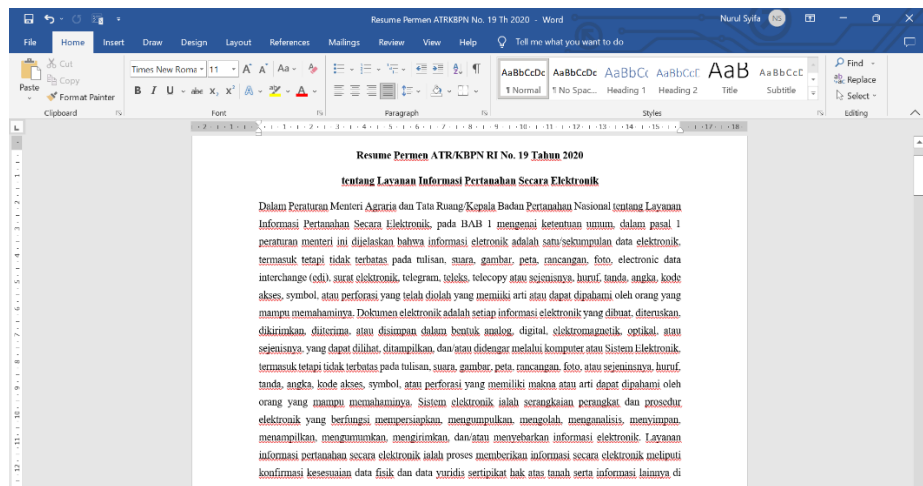 Resume Permen ATRKBPN No. 19 Th 2020 - Word
Nurul Syifa NS
File Home Insert Draw Design Layout References Mailings Review View Help Tell me what you want to do
Paste
Cut
Copy
Format Painter
Clipboard
Times New Roma 11
Font
Paragraph
AaBbCcDc AaBbCcDc AaBbCc AaBbCcC AaB AaBbCcC
¶ Normal ¶ No Spac... Heading 1 Heading 2 Title Subtitle
Styles
Find
Replace
Select
Editing
Resume Permen ATR/KBPN RI No. 19 Tahun 2020
tentang Layanan Informasi Pertanahan Secara Elektronik
Dalam Peraturan Menteri Agraria dan Tata Ruang/Kepala Badan Pertanahan Nasional tentang Layanan
Informasi Pertanahan Secara Elektronik, pada BAB 1 mengenai ketentuan umum, dalam pasal 1
peraturan menteri ini dijelaskan bahwa informasi eletronik adalah satu/sekumpulan data elektronik,
termasuk tetapi tidak terbatas pada tulisan, suara, gambar, peta, rancangan, foto, electronic data
interchange (edi), surat elektronik, telegram, teleks, telecopy atau sejenisnya, huruf, tanda, angka, kode
akses, symbol, atau perforasi yang telah diolah yang memiiki arti atau dapat dipahami oleh orang yang
mampu memahaminya. Dokumen elektronik adalah setiap informasi elektronik yang dibuat, diteruskan,
dikirimkan, diiterima, atau disimpan dalam bentuk analog, digital, elektromagnetik, optikal, atau
sejenisnya, yang dapat dilihat, ditampilkan, dan/atau didengar melalui komputer atau Sistem Elektronik,
termasuk tetapi tidak terbatas pada tulisan, suara, gambar, peta, rancangan, foto, atau sejeninsnya, huruf,
tanda, angka, kode akses, symbol, atau perforasi yang memiliki makna atau arti dapat dipahami oleh
orang yang mampu memahaminya. Sistem elektronik ialah serangkaian perangkat dan prosedur
elektronik yang berfungsi mempersiapkan, mengumpulkan, mengolah, menganalisis, menyimpan,
menampilkan, mengumumkan, mengirimkan, dan/atau menyebarkan informasi elektronik. Layanan
informasi pertanahan secara elektronik ialah proses memberikan informasi secara elektronik meliputi
konfirmasi kesesuaian data fisik dan data yuridis sertipikat hak atas tanah serta informasi lainnya di